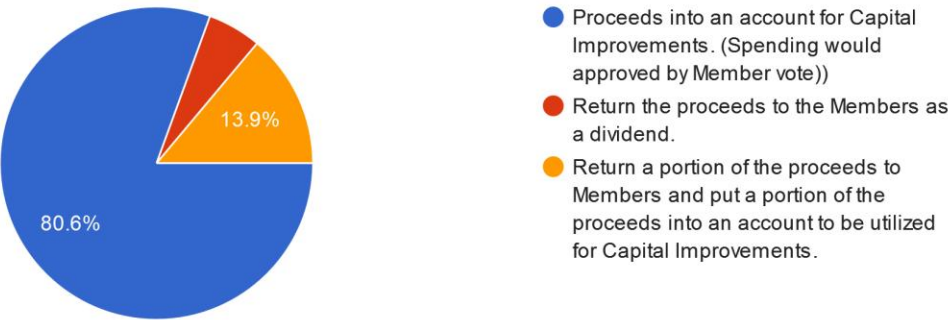 Proceeds into an account for Capital
Improvements. (Spending would
approved by Member vote))
Return the proceeds to the Members as
a dividend.
Return a portion of the proceeds to
Members and put a portion of the
proceeds into an account to be utilized
for Capital Improvements.
13.9%
80.6%